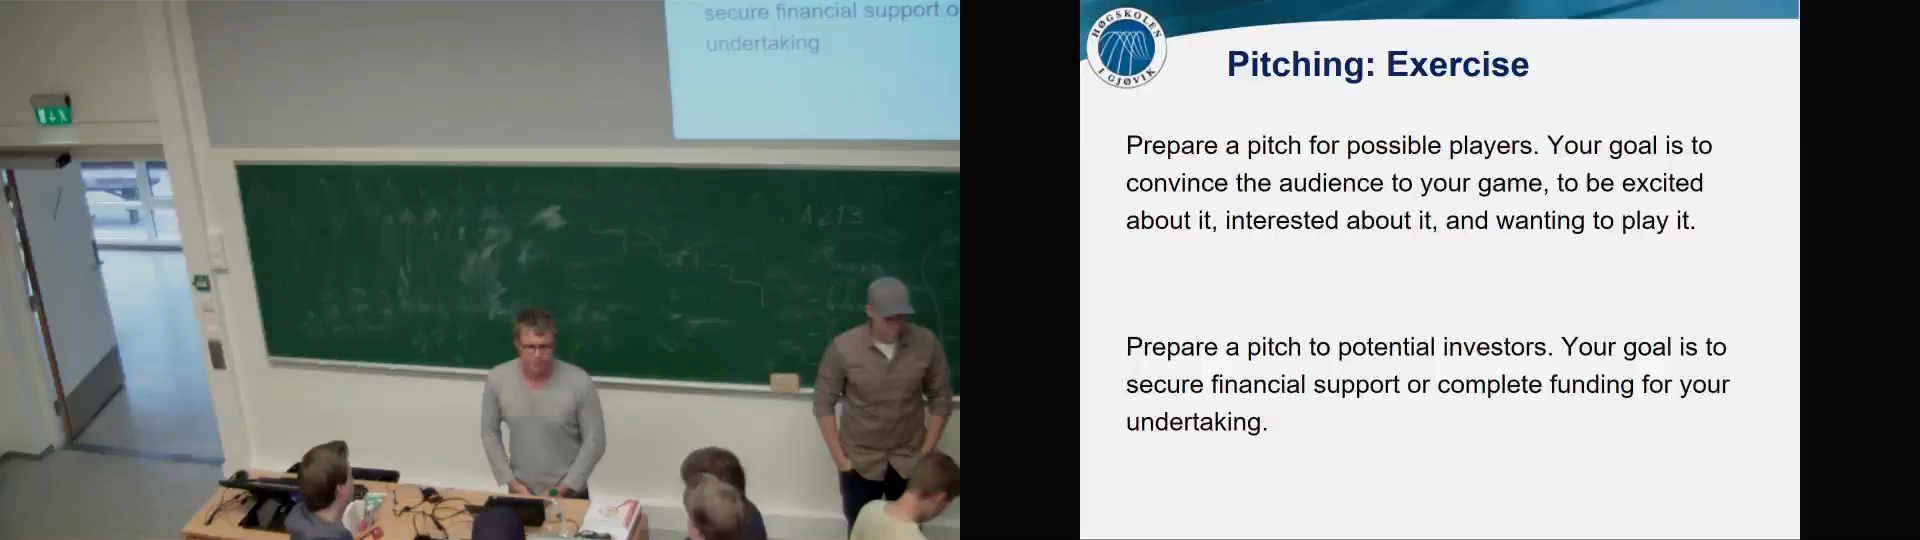 secure financial support o
undertaking.
A213
HØGSKOLEN
I GJØVIK
Pitching: Exercise
Prepare a pitch for possible players. Your goal is to
convince the audience to your game, to be excited
about it, interested about it, and wanting to play it.
Prepare a pitch to potential investors. Your goal is to
secure financial support or complete funding for your
undertaking.